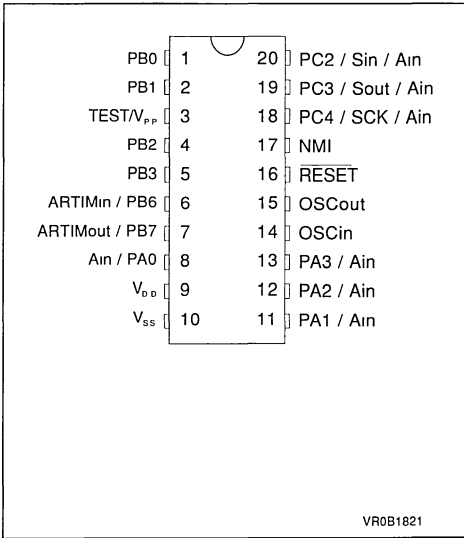 PB0 1 20 PC2 / Sin / Ain
PB1 2 19 PC3 / Sout / Ain
TEST/VPP 3 18 PC4 / SCK / Ain
PB2 4 17 NMI
PB3 5 16 RESET
ARTIMin / PB6 6 15 OSCout
ARTIMout / PB7 7 14 OSCin
Ain / PA0 8 13 PA3 / Ain
VDD 9 12 PA2 / Ain
VSS 10 11 PA1 / Ain
VR0B1821